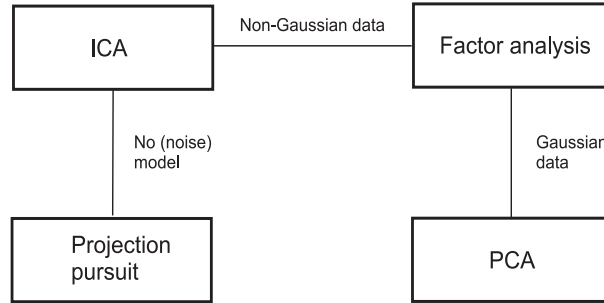 Non-Gaussian data
ICA
Factor analysis
No (noise)
model
Gaussian
data
Projection
pursuit
PCA